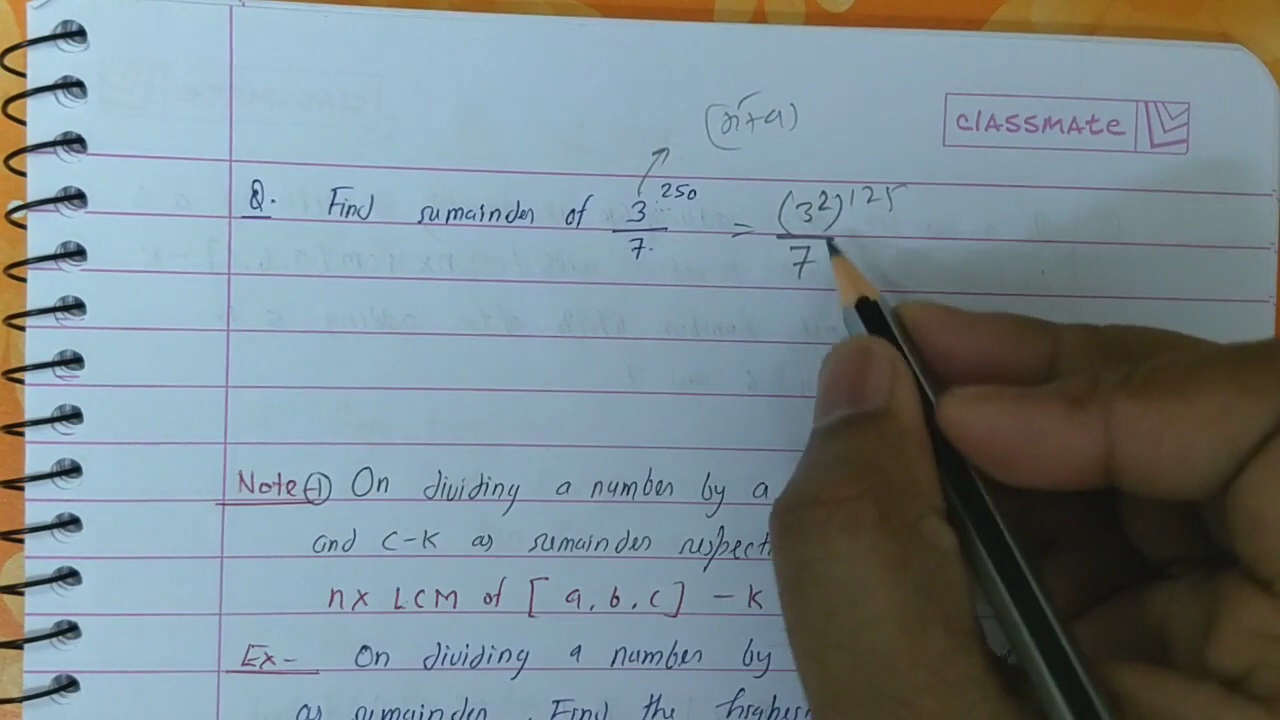 (x+a)
CLASSMATE
Q. Find remainder of 3^250 / 7 = (3^2)^125 / 7
Note ① On dividing a number by a
and C-K as remainder
nx LCM of [a, b, c] - K
Ex- On dividing a number by
as remainder. Find the